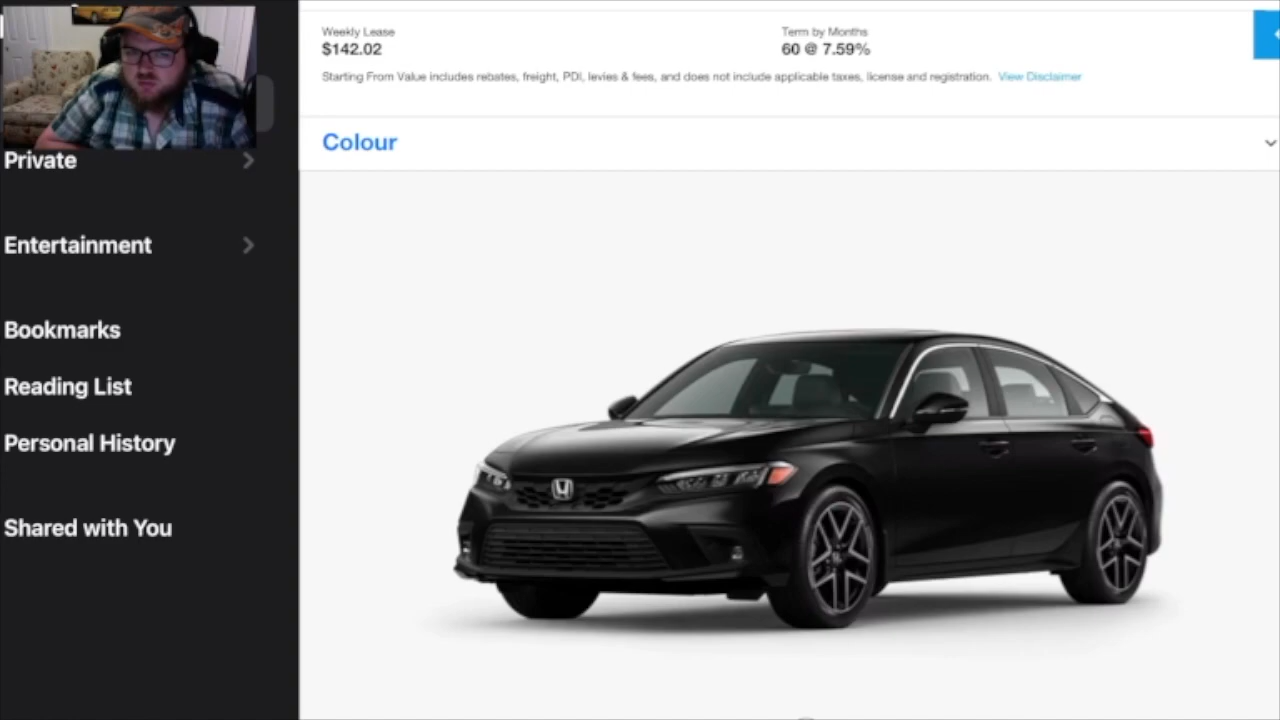 Weekly Lease
$142.02
Term by Months
60 @ 7.59%
Starting From Value includes rebates, freight, PDI, levies & fees, and does not include applicable taxes, license and registration. View Disclaimer
Colour
Private
Entertainment
Bookmarks
Reading List
Personal History
Shared with You